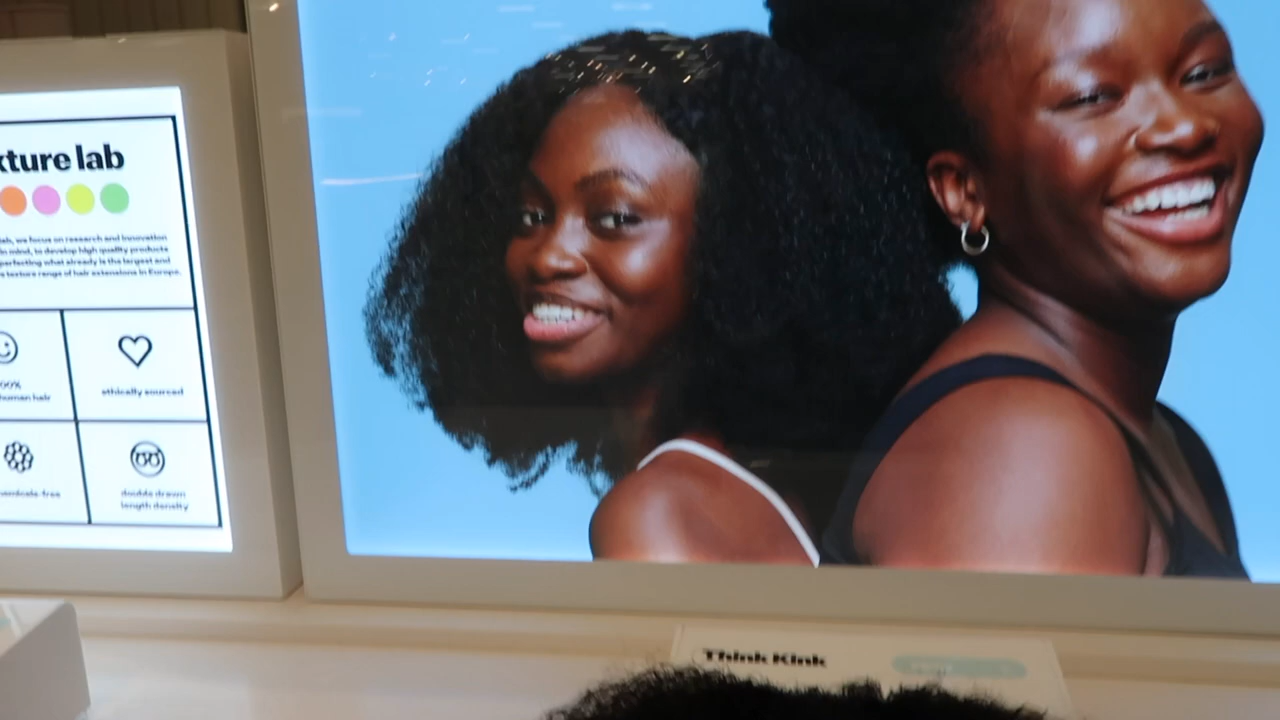 xture lab
lab, we focus on research and innovation
in mind, to develop high quality products
perfecting what already is the largest and
texture range of hair extensions in Europe.
00%
human hair
ethically sourced
chemicals free
double drawn
length density
Think Kink